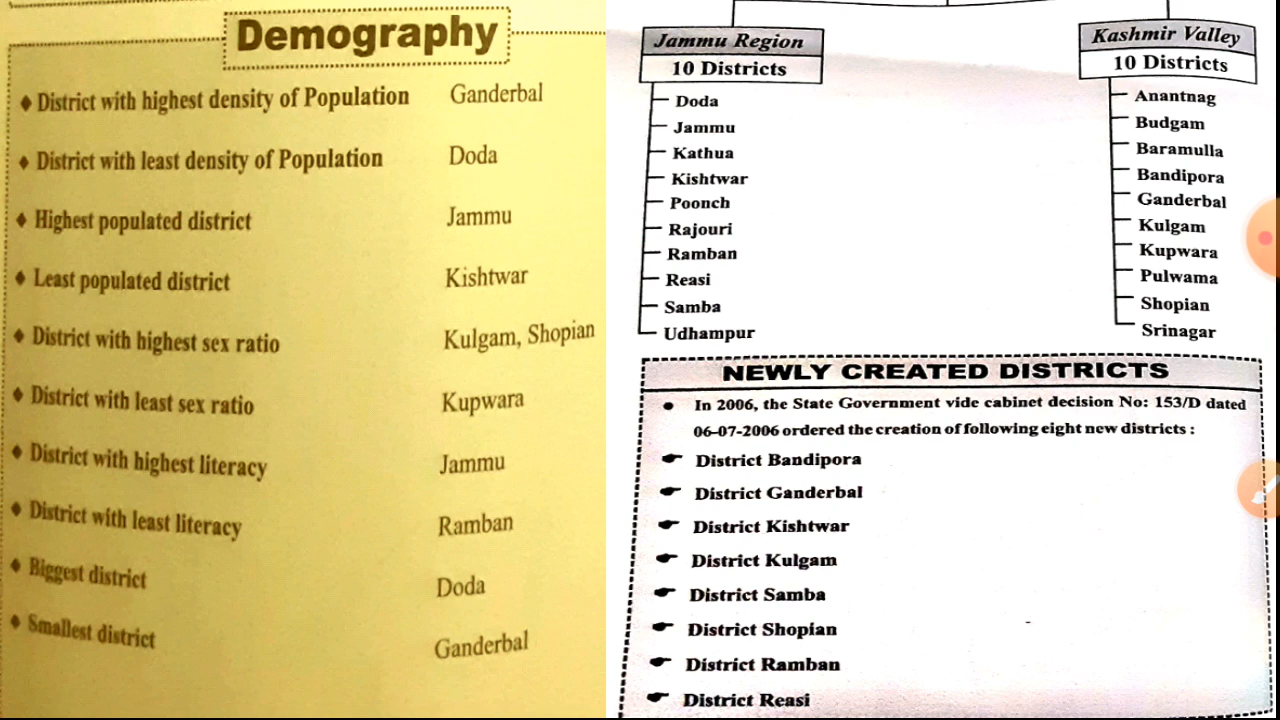 Demography
♦ District with highest density of Population Ganderbal
♦ District with least density of Population Doda
♦ Highest populated district Jammu
♦ Least populated district Kishtwar
♦ District with highest sex ratio Kulgam, Shopian
♦ District with least sex ratio Kupwara
♦ District with highest literacy Jammu
♦ District with least literacy Ramban
♦ Biggest district Doda
♦ Smallest district Ganderbal
Jammu Region
10 Districts
Doda
Jammu
Kathua
Kishtwar
Poonch
Rajouri
Ramban
Reasi
Samba
Udhampur
Kashmir Valley
10 Districts
Anantnag
Budgam
Baramulla
Bandipora
Ganderbal
Kulgam
Kupwara
Pulwama
Shopian
Srinagar
NEWLY CREATED DISTRICTS
• In 2006, the State Government vide cabinet decision No: 153/D dated
06-07-2006 ordered the creation of following eight new districts :
☛ District Bandipora
☛ District Ganderbal
☛ District Kishtwar
☛ District Kulgam
☛ District Samba
☛ District Shopian
☛ District Ramban
☛ District Reasi